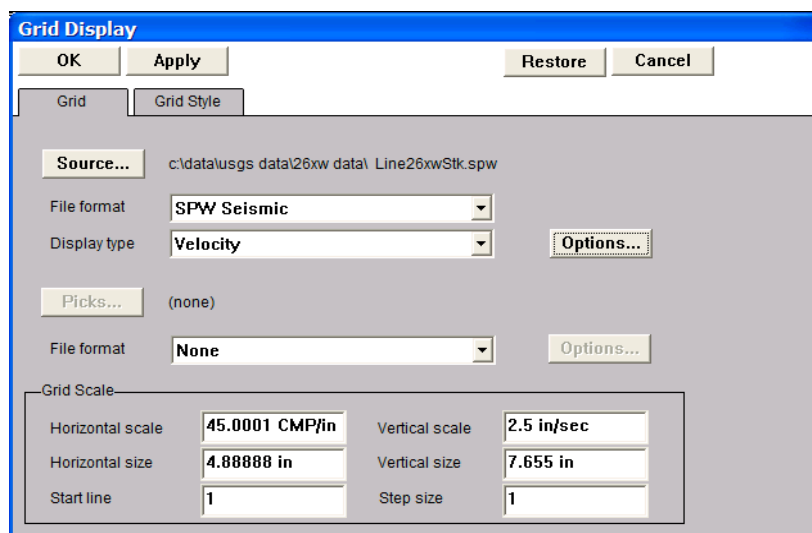 Grid Display
OK Apply Restore Cancel
Grid Grid Style
Source... c:\data\usgs data\26xw data\ Line26xwStk.spw
File format SPW Seismic
Display type Velocity Options...
Picks... (none)
File format None Options...
Grid Scale
Horizontal scale 45.0001 CMP/in Vertical scale 2.5 in/sec
Horizontal size 4.88888 in Vertical size 7.655 in
Start line 1 Step size 1